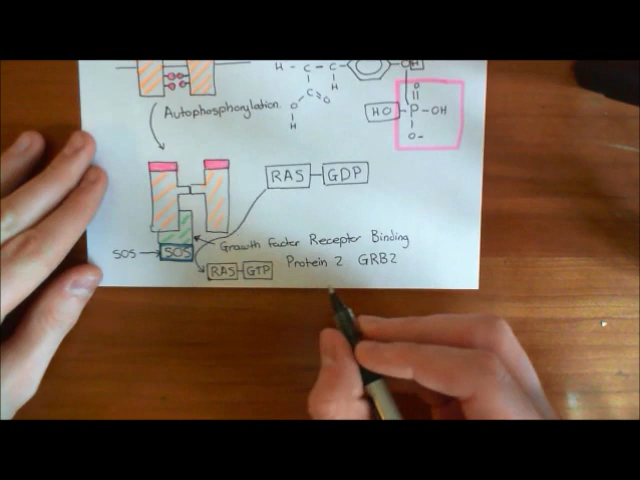 H - C - C
OH
H
O C O
H
O
HO P OH
O-
Autophosphorylation
RAS GDP
Growth Factor Receptor Binding
SOS SOS
Protein 2 GRB2
RAS GTP